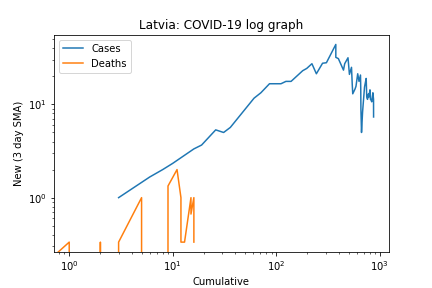 Latvia: COVID-19 log graph
Cases
Deaths
New (3 day SMA)
10¹
10⁰
10⁰
10¹
10²
10³
Cumulative